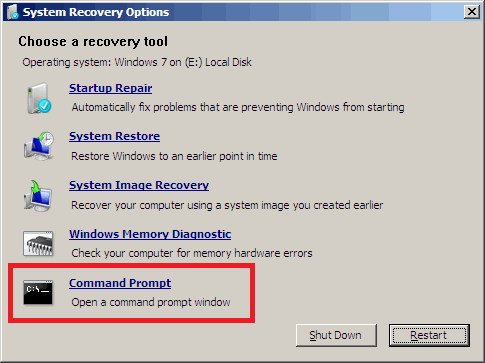 System Recovery Options
Choose a recovery tool
Operating system: Windows 7 on (E:) Local Disk
Startup Repair
Automatically fix problems that are preventing Windows from starting
System Restore
Restore Windows to an earlier point in time
System Image Recovery
Recover your computer using a system image you created earlier
Windows Memory Diagnostic
Check your computer for memory hardware errors
C:\_
Command Prompt
Open a command prompt window
Shut Down
Restart